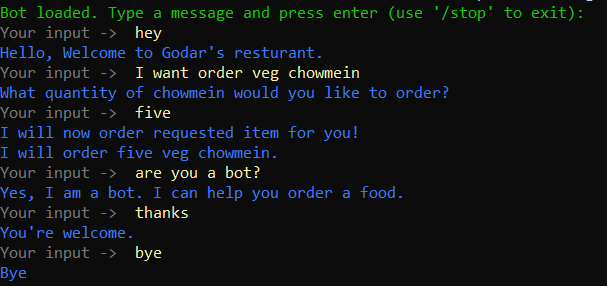 Bot loaded. Type a message and press enter (use '/stop' to exit):
Your input ->  hey
Hello, Welcome to Godar's resturant.
Your input ->  I want order veg chowmein
What quantity of chowmein would you like to order?
Your input ->  five
I will now order requested item for you!
I will order five veg chowmein.
Your input ->  are you a bot?
Yes, I am a bot. I can help you order a food.
Your input ->  thanks
You're welcome.
Your input ->  bye
Bye